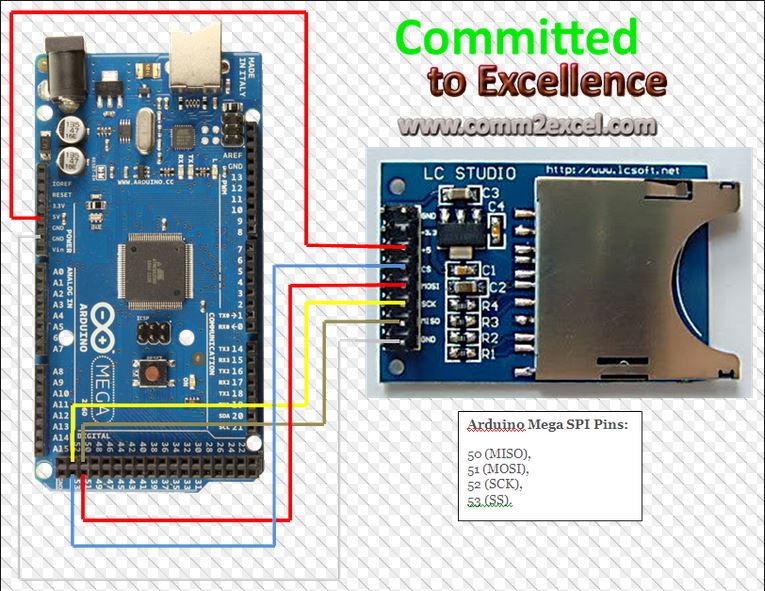 Committed
to Excellence
www.comm2excel.com
MADE
IN ITALY
AREF
GND
13
12
11
10
9
8
7
6
5
4
3
2
TX0→1
RX0←0
TX3 14
RX3 15
TX2 16
RX2 17
TX1 18
RX1 19
SDA 20
SCL 21
PWM
COMMUNICATION
WWW.ARDUINO.CC
TX
RX
L
IOREF
RESET
3.3V
5V
GND
GND
Vin
POWER
A0
A1
A2
A3
A4
A5
A6
A7
ANALOG IN
A8
A9
A10
A11
A12
A13
A14
A15
ARDUINO
MEGA
2560
ICSP
RESET
ON
DIGITAL
LC STUDIO
http://www.lcsoft.net
C3
C4
GND
+3.3
+5
CS
MOSI
SCK
MISO
GND
C1
C2
R4
R3
R2
R1
Arduino Mega SPI Pins:
50 (MISO),
51 (MOSI),
52 (SCK),
53 (SS).